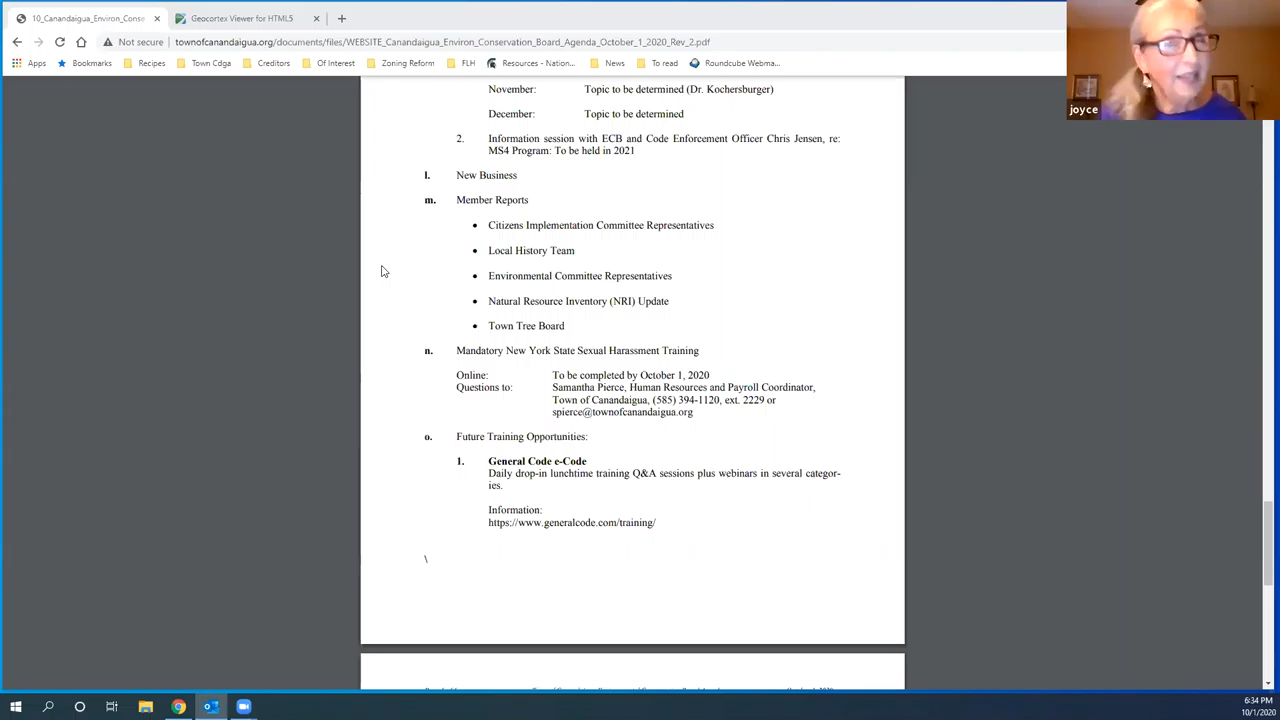 10_Canandaigua_Environ_Conse
Geocortex Viewer for HTML5
Not secure
townofcanandaigua.org/documents/files/WEBSITE_Canandaigua_Environ_Conservation_Board_Agenda_October_1_2020_Rev_2.pdf
Apps Bookmarks Recipes Town Cdga Creditors Of Interest Zoning Reform FLH Resources - Nation... News To read Roundcube Webma...
joyce
November: Topic to be determined (Dr. Kochersburger)
December: Topic to be determined
2. Information session with ECB and Code Enforcement Officer Chris Jensen, re:
MS4 Program: To be held in 2021
l. New Business
m. Member Reports
• Citizens Implementation Committee Representatives
• Local History Team
• Environmental Committee Representatives
• Natural Resource Inventory (NRI) Update
• Town Tree Board
n. Mandatory New York State Sexual Harassment Training
Online: To be completed by October 1, 2020
Questions to: Samantha Pierce, Human Resources and Payroll Coordinator,
Town of Canandaigua, (585) 394-1120, ext. 2229 or
spierce@townofcanandaigua.org
o. Future Training Opportunities:
1. General Code e-Code
Daily drop-in lunchtime training Q&A sessions plus webinars in several categor-
ies.
Information:
https://www.generalcode.com/training/
\
6:34 PM
10/1/2020